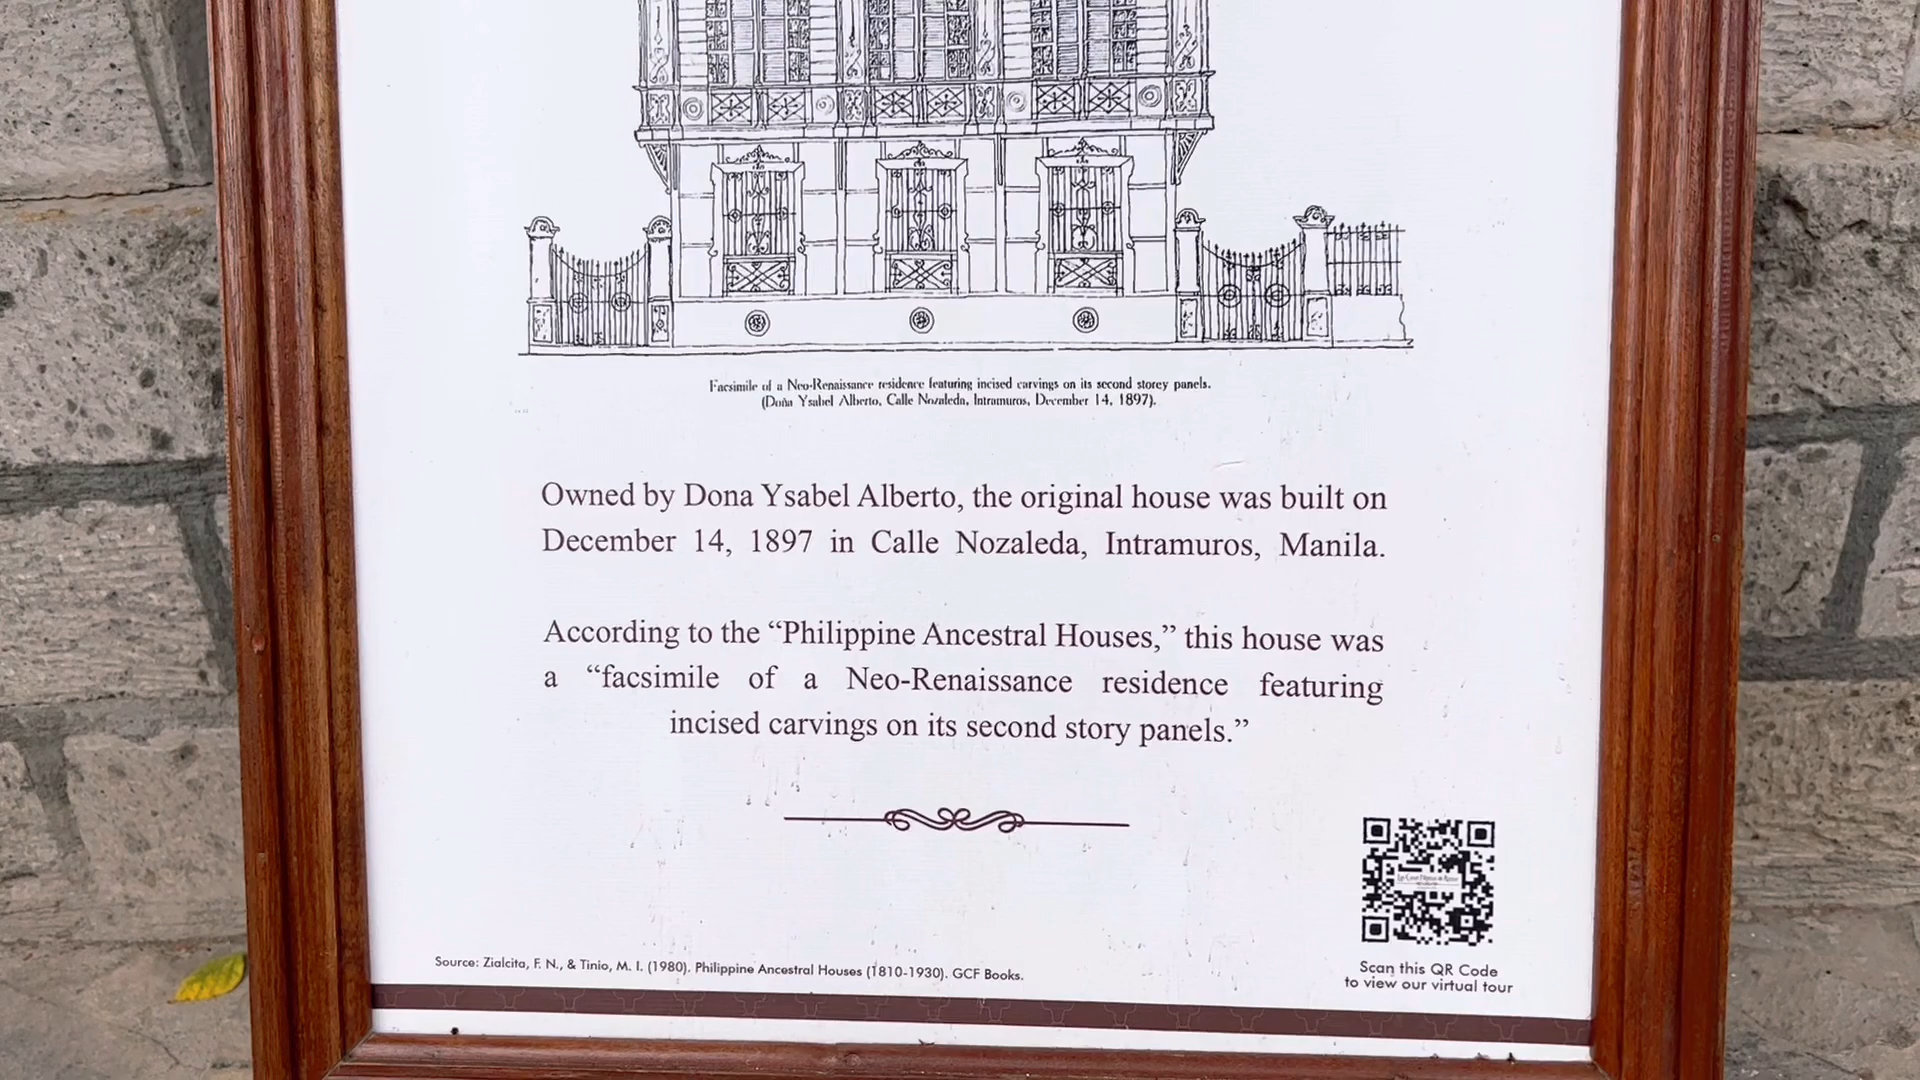 Facsimile of a Neo-Renaissance residence featuring incised carvings on its second storey panels.
(Doña Ysabel Alberto, Calle Nozaleda, Intramuros, December 14, 1897).
Owned by Dona Ysabel Alberto, the original house was built on
December 14, 1897 in Calle Nozaleda, Intramuros, Manila.
According to the “Philippine Ancestral Houses,” this house was
a “facsimile of a Neo-Renaissance residence featuring
incised carvings on its second story panels.”
Source: Zialcita, F. N., & Tinio, M. I. (1980). Philippine Ancestral Houses (1810-1930). GCF Books.
Scan this QR Code
to view our virtual tour